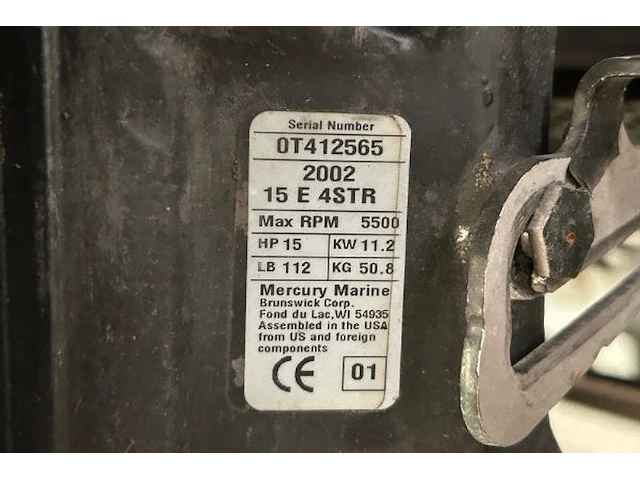 Serial Number
0T412565
2002
15 E 4STR
Max RPM 5500
HP 15 KW 11.2
LB 112 KG 50.8
Mercury Marine
Brunswick Corp.
Fond du Lac,WI 54935
Assembled in the USA
from US and foreign
components
CE 01